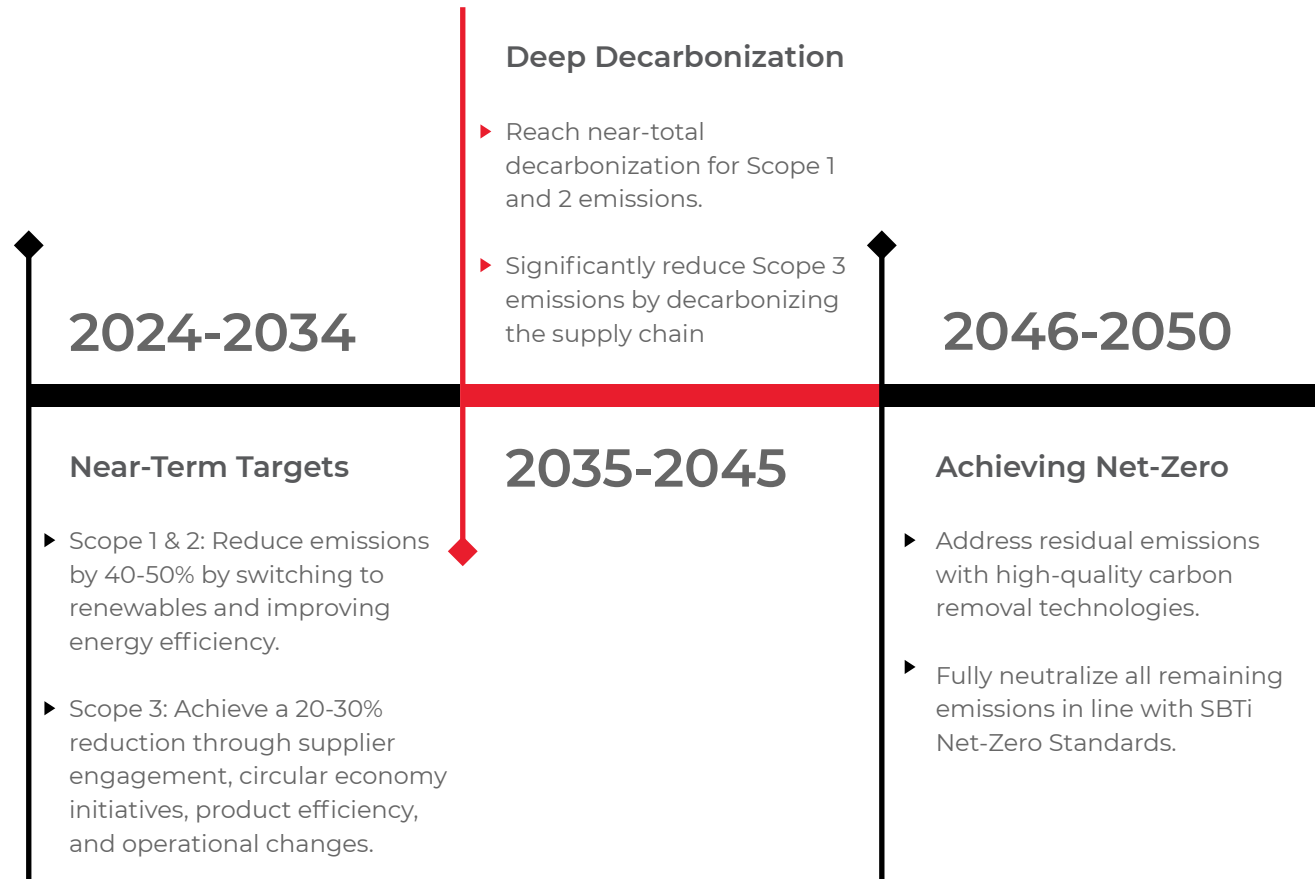 2024-2034
Near-Term Targets
Scope 1 & 2: Reduce emissions
by 40-50% by switching to
renewables and improving
energy efficiency.
Scope 3: Achieve a 20-30%
reduction through supplier
engagement, circular economy
initiatives, product efficiency,
and operational changes.
Deep Decarbonization
Reach near-total
decarbonization for Scope 1
and 2 emissions.
Significantly reduce Scope 3
emissions by decarbonizing
the supply chain
2035-2045
2046-2050
Achieving Net-Zero
Address residual emissions
with high-quality carbon
removal technologies.
Fully neutralize all remaining
emissions in line with SBTi
Net-Zero Standards.